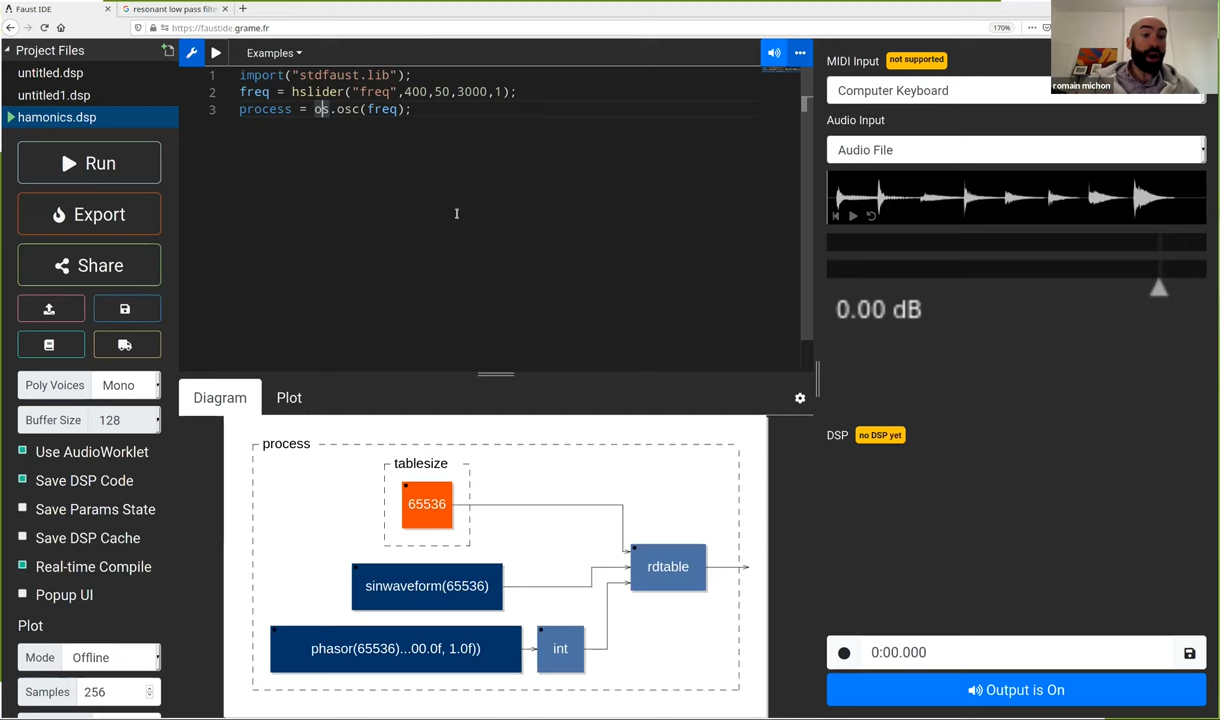 Faust IDE
resonant low pass filte
https://faustide.grame.fr
170%
Project Files
untitled.dsp
untitled1.dsp
hamonics.dsp
Run
Export
Share
Poly Voices Mono
Buffer Size 128
Use AudioWorklet
Save DSP Code
Save Params State
Save DSP Cache
Real-time Compile
Popup UI
Plot
Mode Offline
Samples 256
Examples
1 import("stdfaust.lib");
2 freq = hslider("freq",400,50,3000,1);
3 process = os.osc(freq);
Diagram Plot
process
tablesize
65536
rdtable
sinwaveform(65536)
phasor(65536)...00.0f, 1.0f))
int
MIDI Input not supported
Computer Keyboard
Audio Input
Audio File
0.00 dB
DSP no DSP yet
0:00.000
Output is On
romain michon